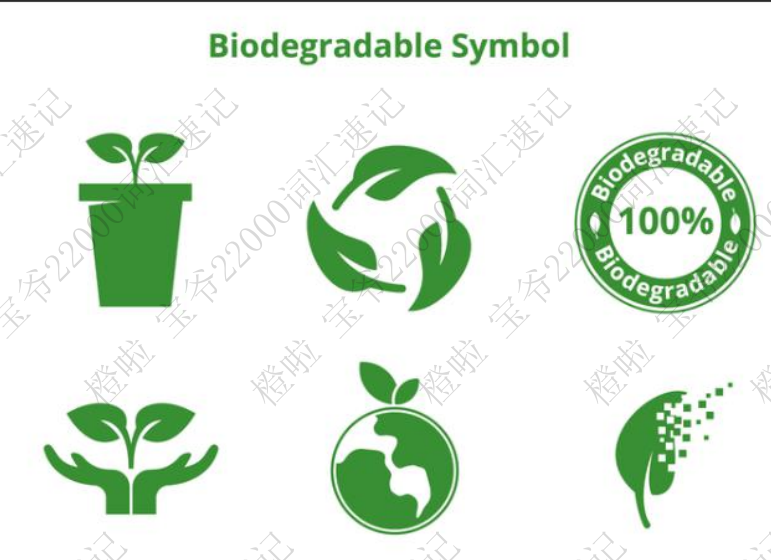 Biodegradable Symbol
Biodegradable
100%
Biodegradable
宝爷22000词汇速记
橙啦